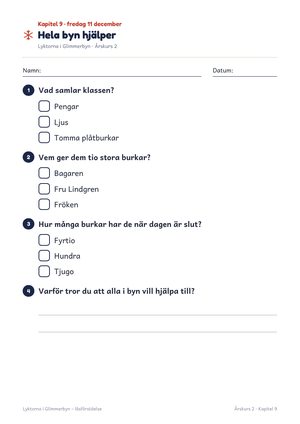 Kapitel 9 · fredag 11 december
Hela byn hjälper
Lyktorna i Glimmerbyn · Årskurs 2
Namn:
Datum:
1 Vad samlar klassen?
Pengar
Ljus
Tomma plåtburkar
2 Vem ger dem tio stora burkar?
Bagaren
Fru Lindgren
Fröken
3 Hur många burkar har de när dagen är slut?
Fyrtio
Hundra
Tjugo
4 Varför tror du att alla i byn vill hjälpa till?
Lyktorna i Glimmerbyn – läsförståelse
Årskurs 2 · Kapitel 9